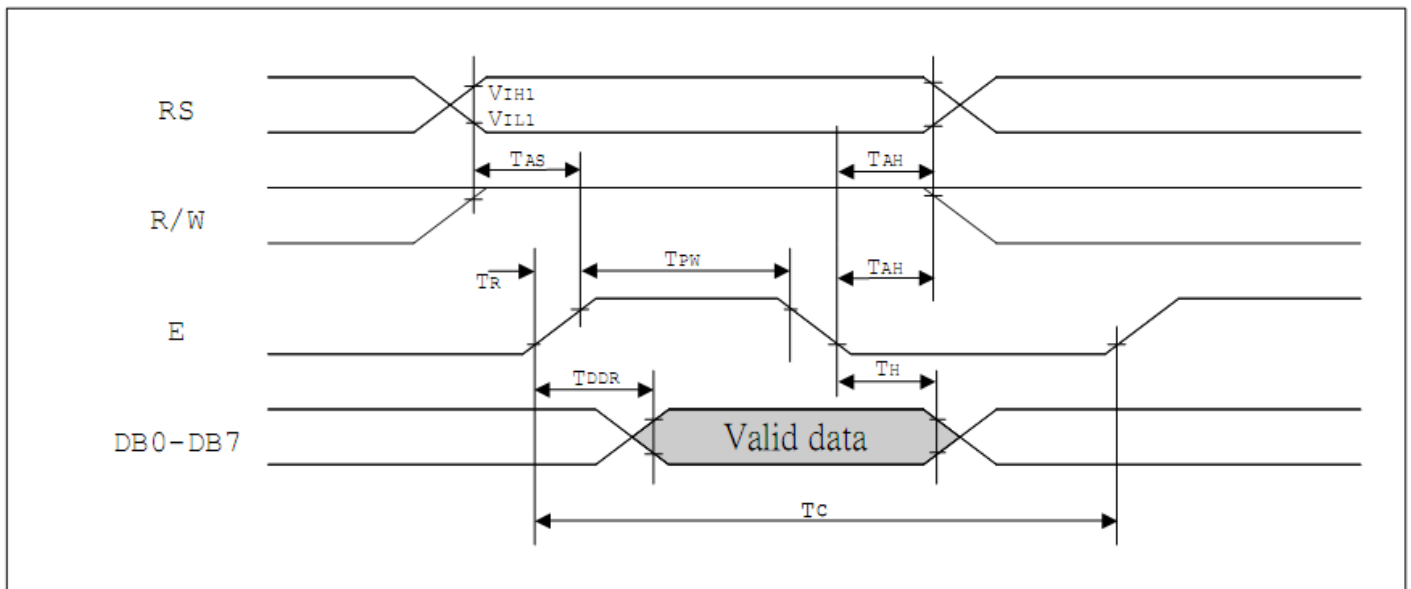 RS
VIH1
VIL1
TAS
TAH
R/W
TPW
TAH
TR
E
TDDR
TH
DB0-DB7
Valid data
TC